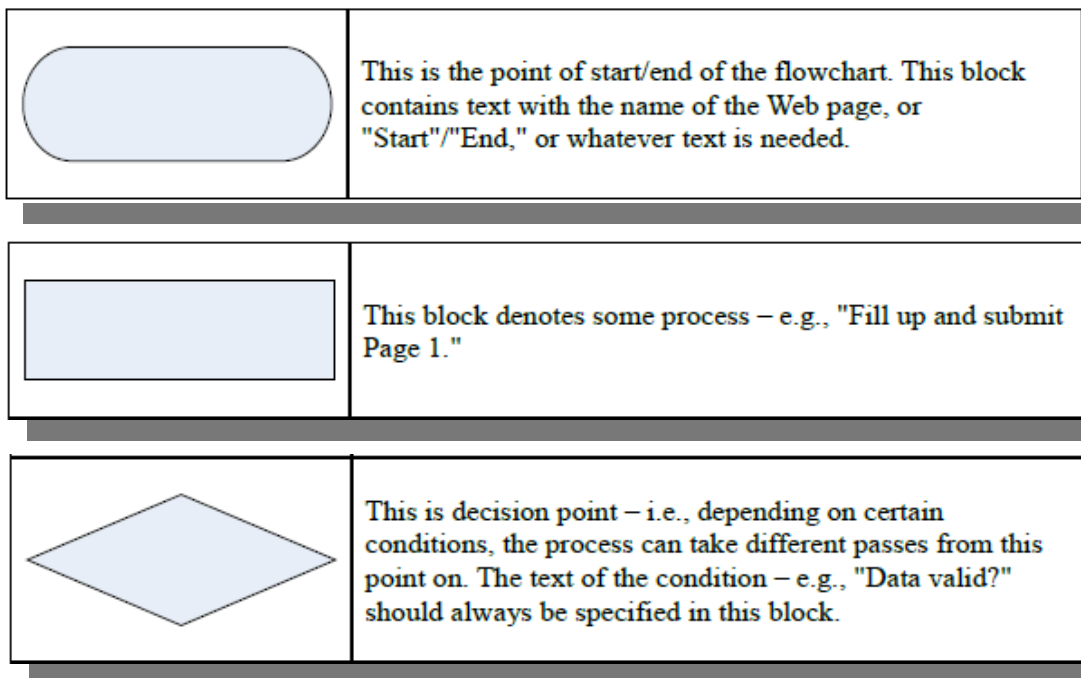 This is the point of start/end of the flowchart. This block
contains text with the name of the Web page, or
"Start"/"End," or whatever text is needed.
This block denotes some process – e.g., "Fill up and submit
Page 1."
This is decision point – i.e., depending on certain
conditions, the process can take different passes from this
point on. The text of the condition – e.g., "Data valid?"
should always be specified in this block.